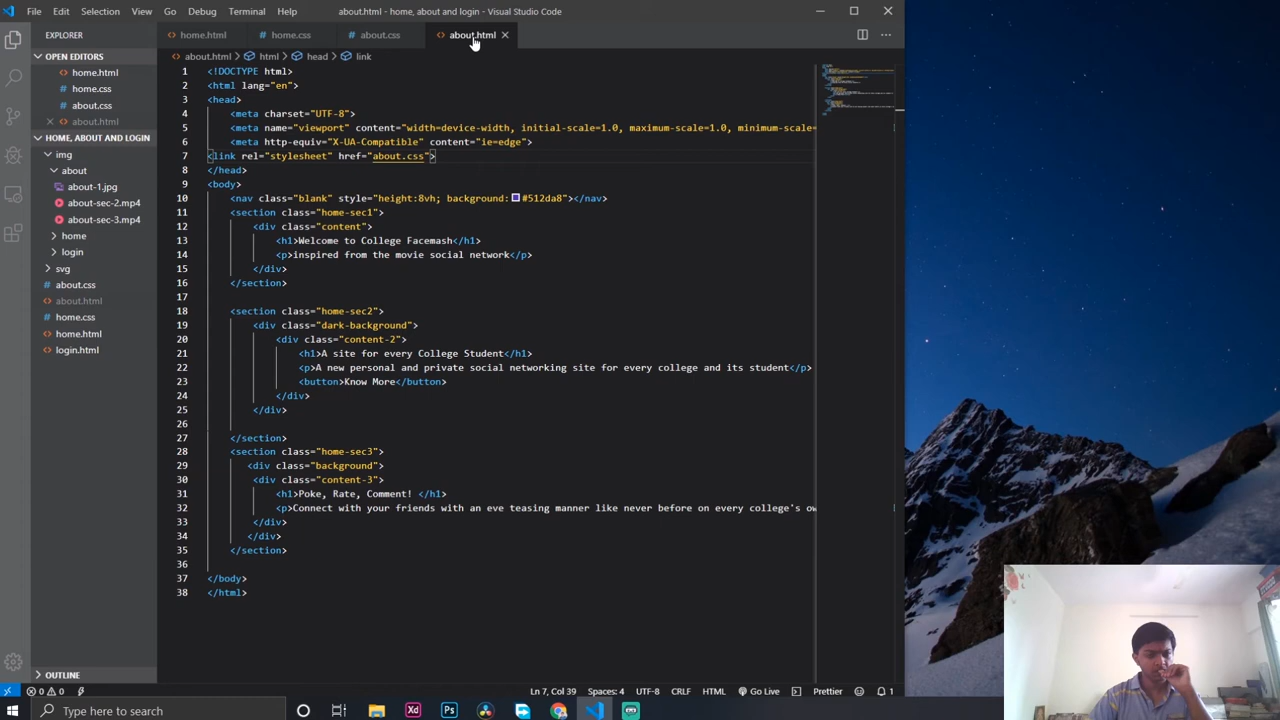 File Edit Selection View Go Debug Terminal Help about.html - home, about and login - Visual Studio Code
EXPLORER
OPEN EDITORS
home.html
home.css
about.css
about.html
HOME, ABOUT AND LOGIN
img
about
about-1.jpg
about-sec-2.mp4
about-sec-3.mp4
home
login
svg
about.css
about.html
home.css
home.html
login.html
OUTLINE
home.html home.css about.css about.html
about.html html head link
1 <!DOCTYPE html>
2 <html lang="en">
3 <head>
4 <meta charset="UTF-8">
5 <meta name="viewport" content="width=device-width, initial-scale=1.0, maximum-scale=1.0, minimum-scale=
6 <meta http-equiv="X-UA-Compatible" content="ie=edge">
7 <link rel="stylesheet" href="about.css">
8 </head>
9 <body>
10 <nav class="blank" style="height:8vh; background:#512da8"></nav>
11 <section class="home-sec1">
12 <div class="content">
13 <h1>Welcome to College Facemash</h1>
14 <p>inspired from the movie social network</p>
15 </div>
16 </section>
17
18 <section class="home-sec2">
19 <div class="dark-background">
20 <div class="content-2">
21 <h1>A site for every College Student</h1>
22 <p>A new personal and private social networking site for every college and its student</p>
23 <button>Know More</button>
24 </div>
25 </div>
26
27 </section>
28 <section class="home-sec3">
29 <div class="background">
30 <div class="content-3">
31 <h1>Poke, Rate, Comment! </h1>
32 <p>Connect with your friends with an eve teasing manner like never before on every college's ow
33 </div>
34 </div>
35 </section>
36
37 </body>
38 </html>
0 0 Ln 7, Col 39 Spaces: 4 UTF-8 CRLF HTML Go Live Prettier 1
Type here to search Xd Ps